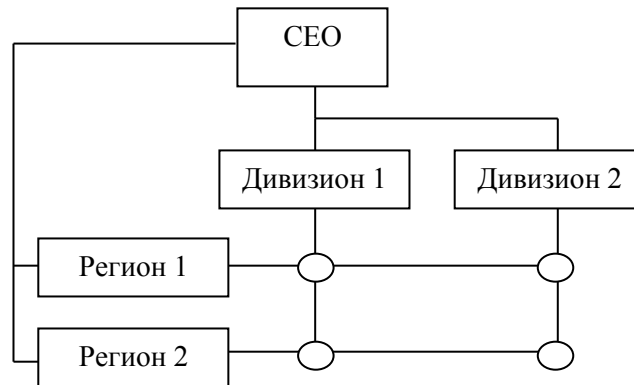 CEO
Дивизион 1
Дивизион 2
Регион 1
Регион 2